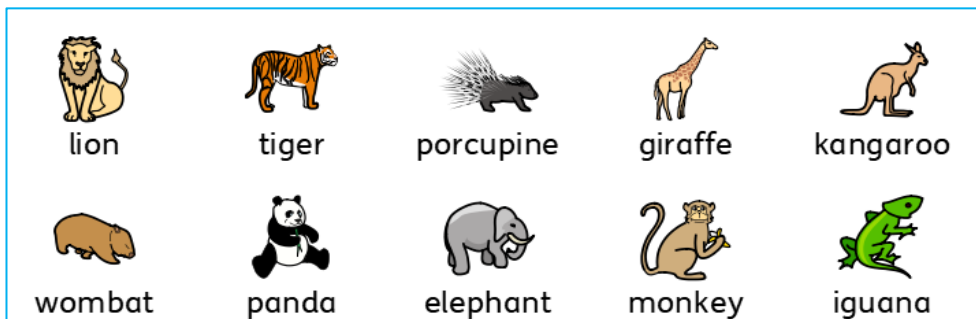 lion tiger porcupine giraffe kangaroo
wombat panda elephant monkey iguana